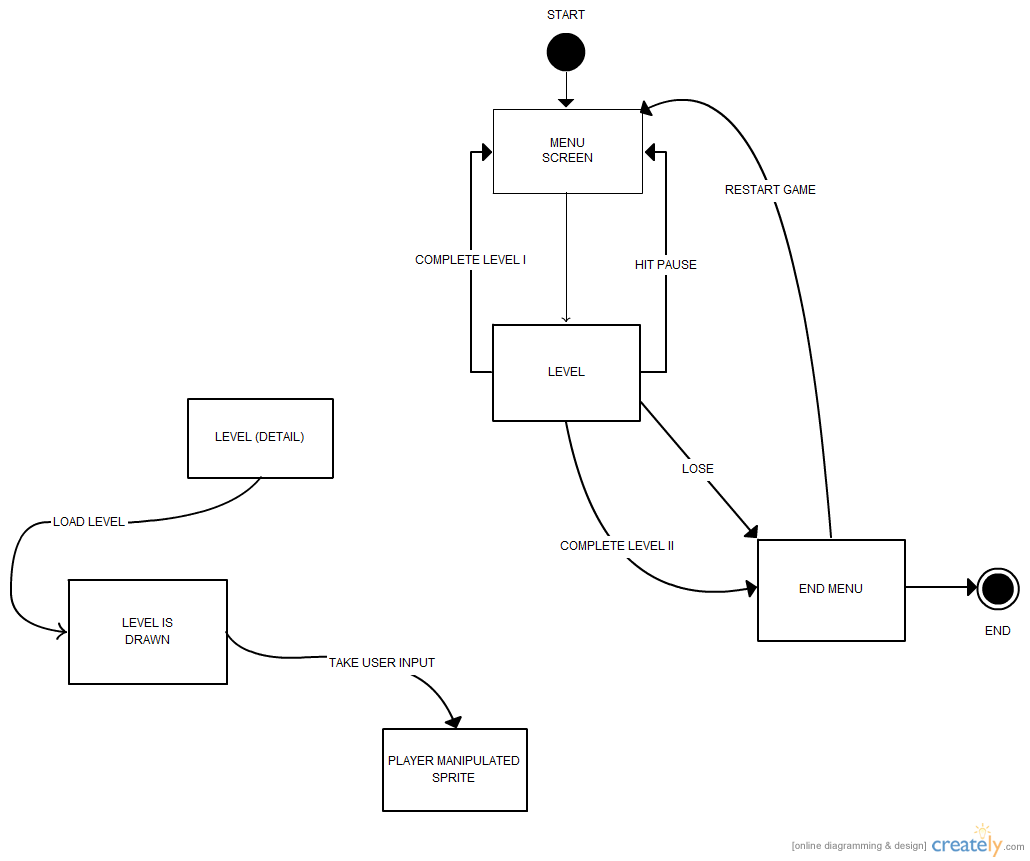 START
MENU
SCREEN
RESTART GAME
COMPLETE LEVEL I
HIT PAUSE
LEVEL
LEVEL (DETAIL)
LOSE
LOAD LEVEL
COMPLETE LEVEL II
END MENU
LEVEL IS
DRAWN
END
TAKE USER INPUT
PLAYER MANIPULATED
SPRITE
[online diagramming & design] creately.com